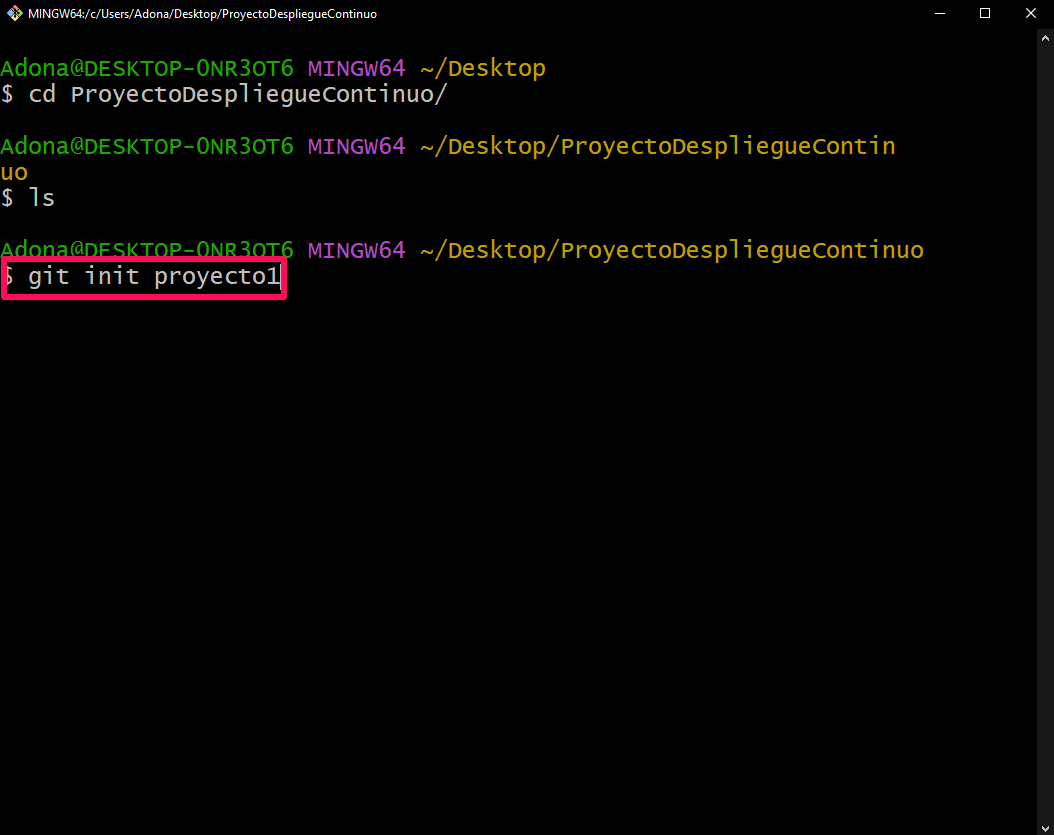 MINGW64:/c/Users/Adona/Desktop/ProyectoDespliegueContinuo
Adona@DESKTOP-0NR3OT6 MINGW64 ~/Desktop
$ cd ProyectoDespliegueContinuo/
Adona@DESKTOP-0NR3OT6 MINGW64 ~/Desktop/ProyectoDespliegueContin
uo
$ ls
Adona@DESKTOP-0NR3OT6 MINGW64 ~/Desktop/ProyectoDespliegueContinuo
$ git init proyecto1